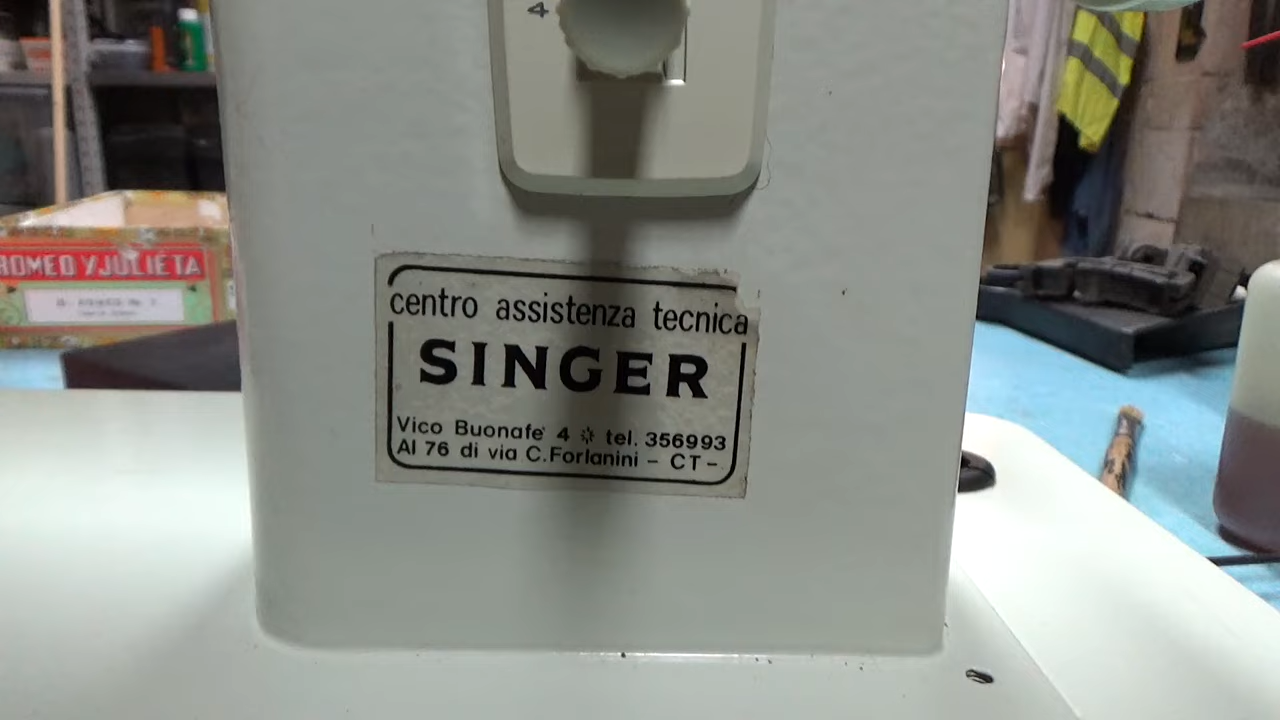 4
ROMEO Y JULIETA
centro assistenza tecnica
SINGER
Vico Buonafe' 4 ☼ tel. 356993
Al 76 di via C.Forlanini - CT -